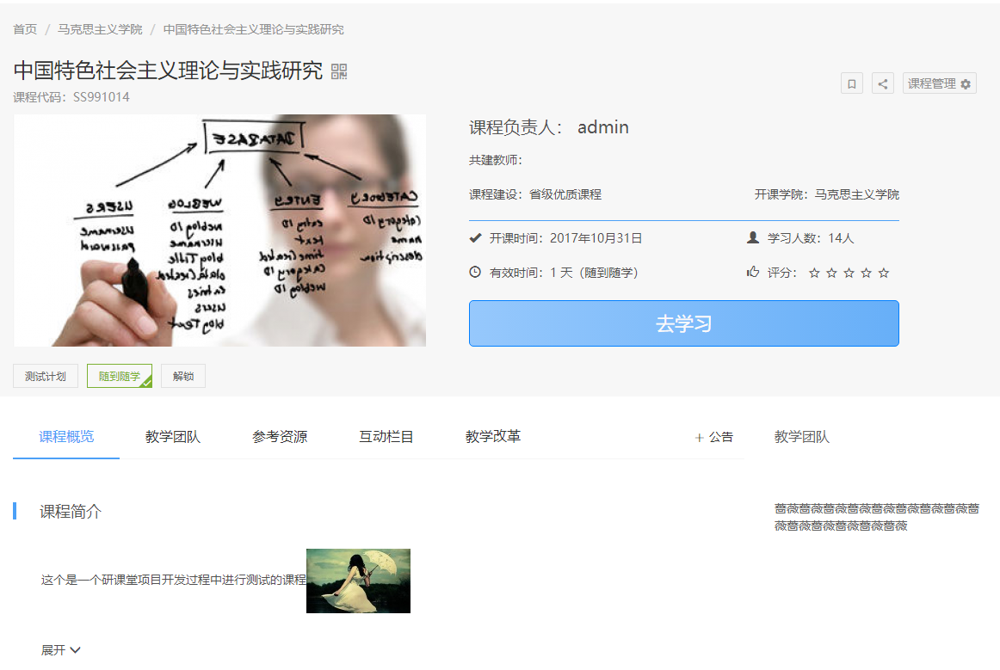 首页 / 马克思主义学院 / 中国特色社会主义理论与实践研究
中国特色社会主义理论与实践研究
课程代码：SS991014
课程管理
DATABASE
USERS
Username
password
WEBLOG
weblog ID
Username
blog Title
date Created
Entries
Users
blog Text
ENTRY
entry ID
text
time Created
category ID
weblog ID
CATEGORY
category ID
name
description
课程负责人： admin
共建教师：
课程建设：省级优质课程
开课学院：马克思主义学院
开课时间：2017年10月31日
学习人数：14人
有效时间：1 天（随到随学）
评分：
去学习
测试计划
随到随学
解锁
课程概览
教学团队
参考资源
互动栏目
教学改革
+ 公告
教学团队
课程简介
这个是一个研课堂项目开发过程中进行测试的课程
展开
蔷薇蔷薇蔷薇蔷薇蔷薇蔷薇蔷薇蔷薇蔷
薇蔷薇蔷薇蔷薇蔷薇蔷薇